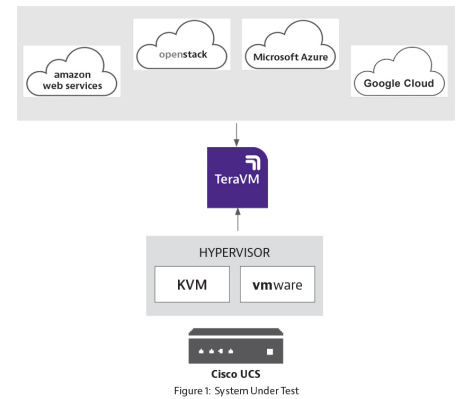 amazon
web services
openstack
Microsoft Azure
Google Cloud
TeraVM
HYPERVISOR
KVM
vmware
Cisco UCS
Figure 1: System Under Test